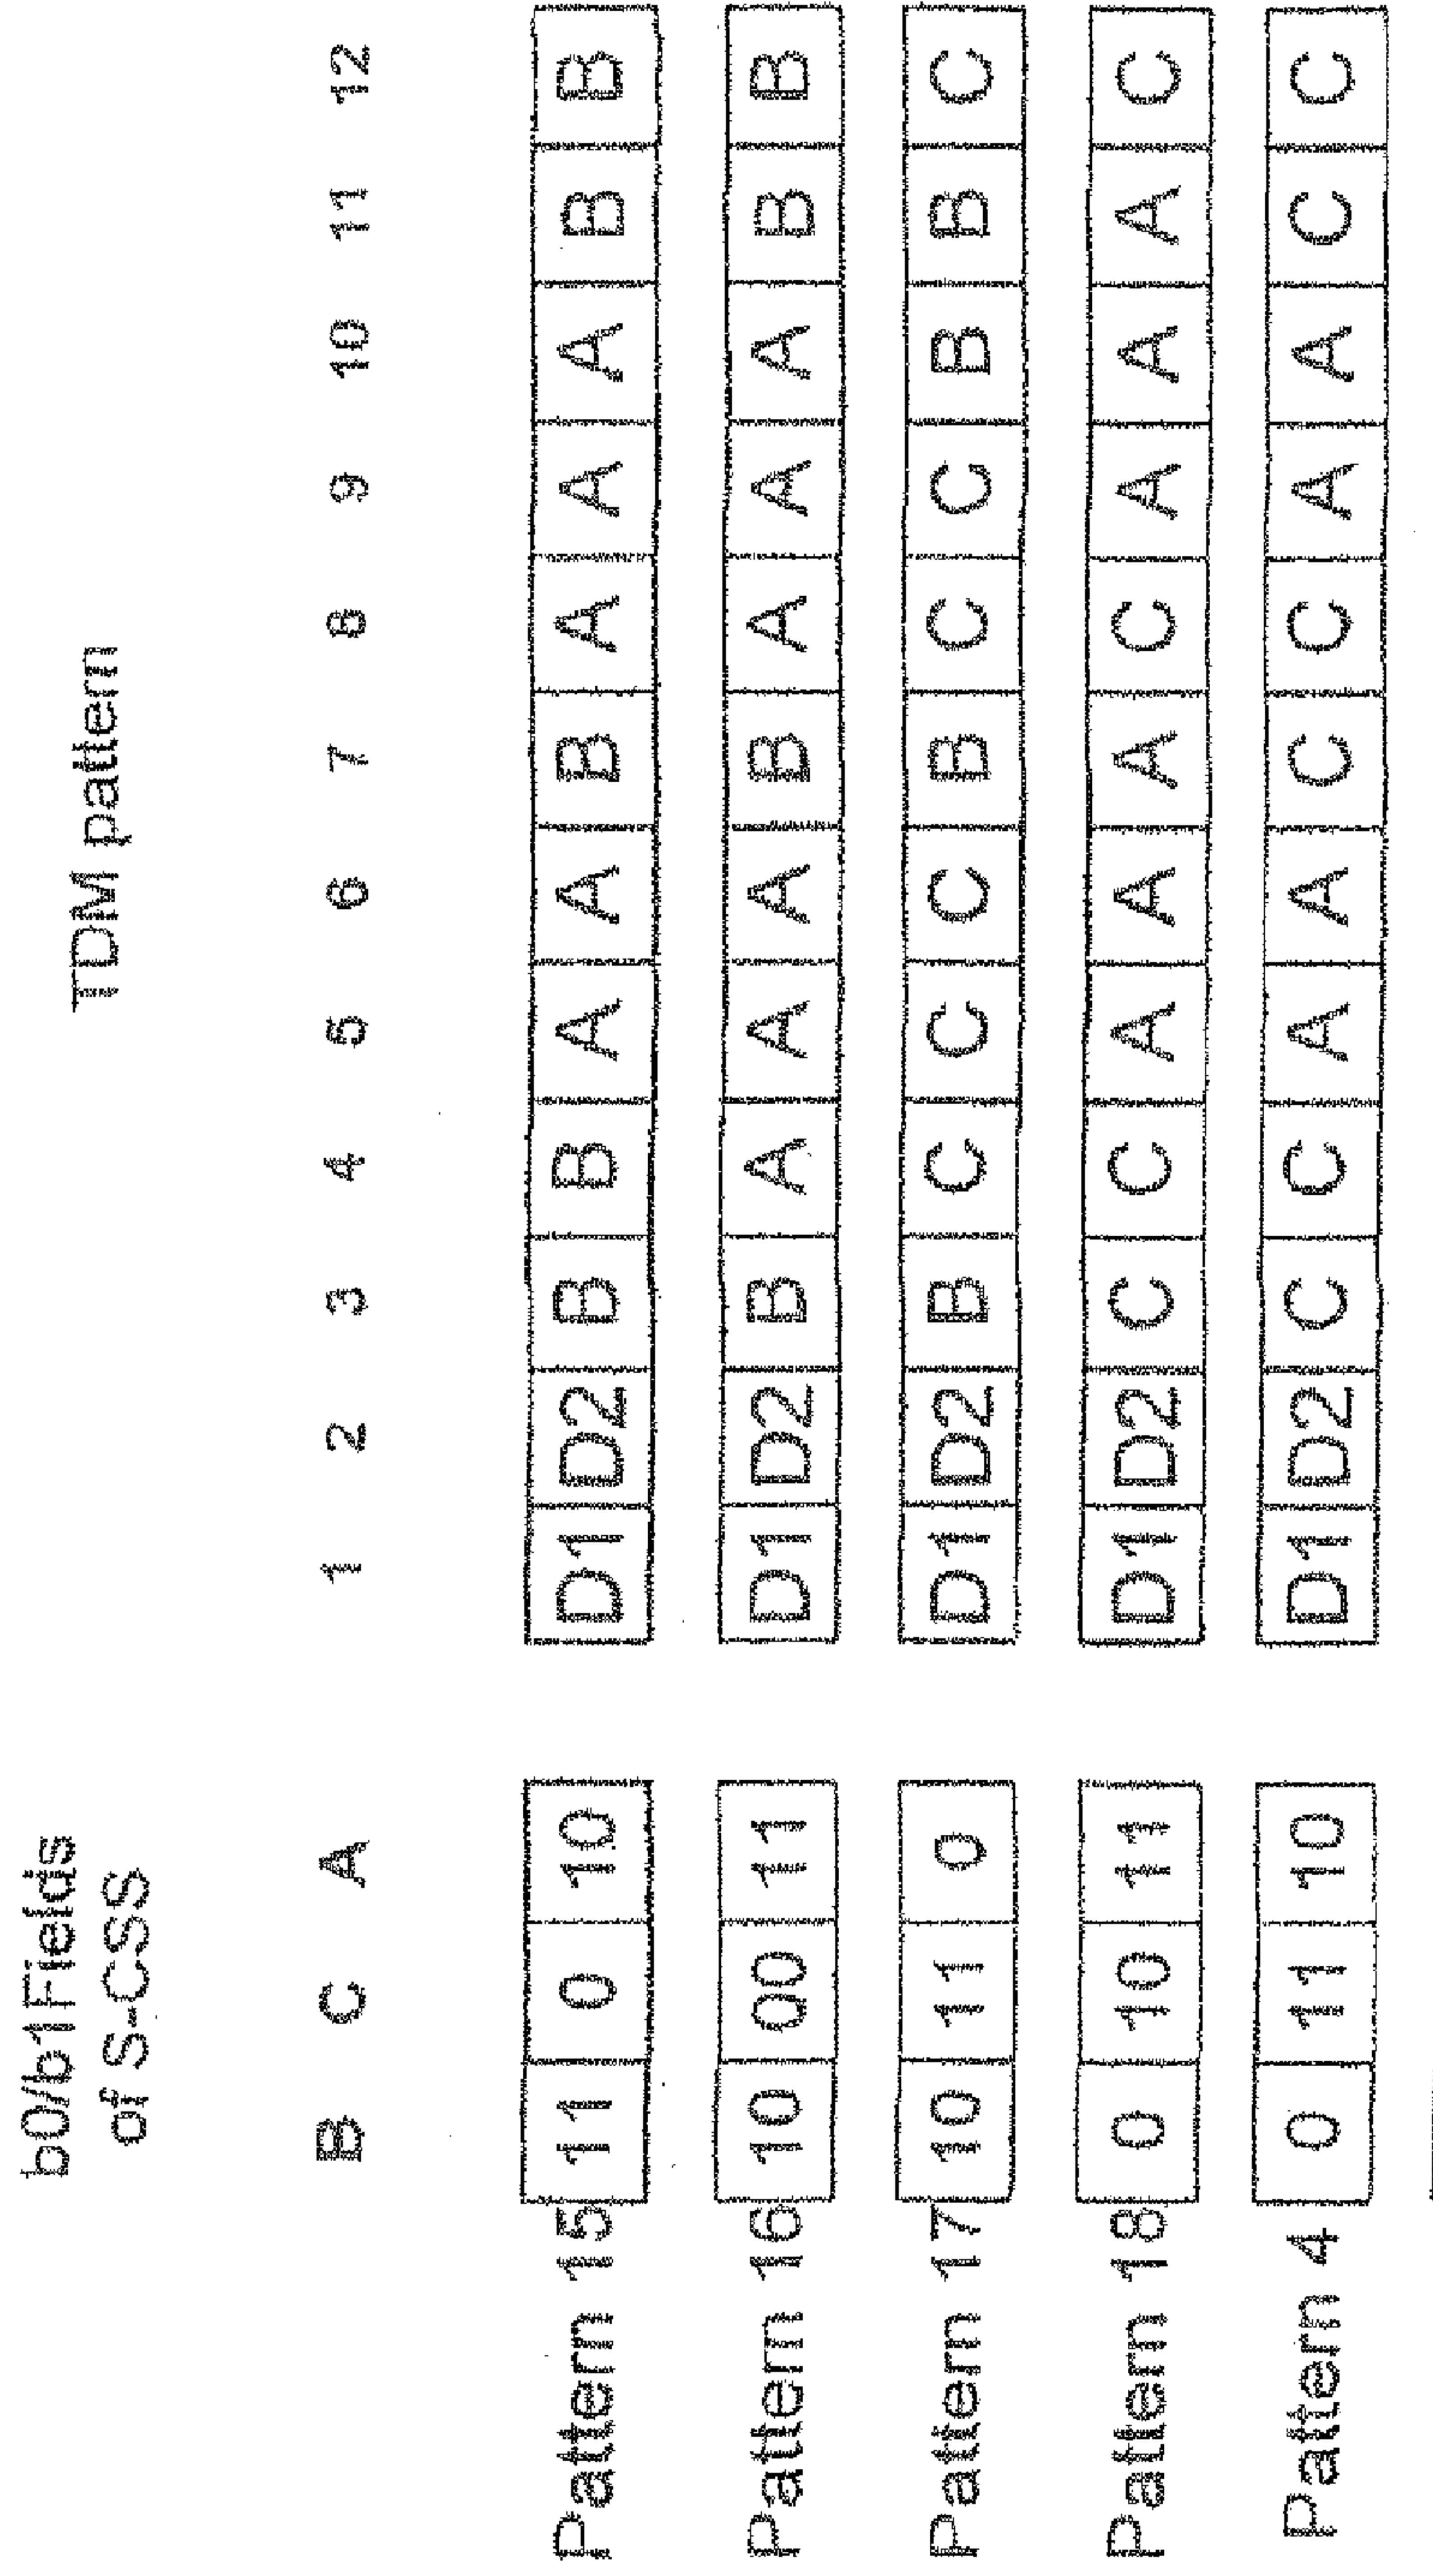 b0/b1Fields
of S-CSS
TDM pattern
B C A 1 2 3 4 5 6 7 8 9 10 11 12
Pattern 15 11 0 10 D1 D2 B B A A B A A A B B
Pattern 16 10 00 11 D1 D2 B A A A B A A A B B
Pattern 17 10 11 0 D1 D2 B C C C B C C B B C
Pattern 18 0 10 11 D1 D2 C C A A A C A A A C
Pattern 4 0 11 10 D1 D2 C C A A C C A A C C